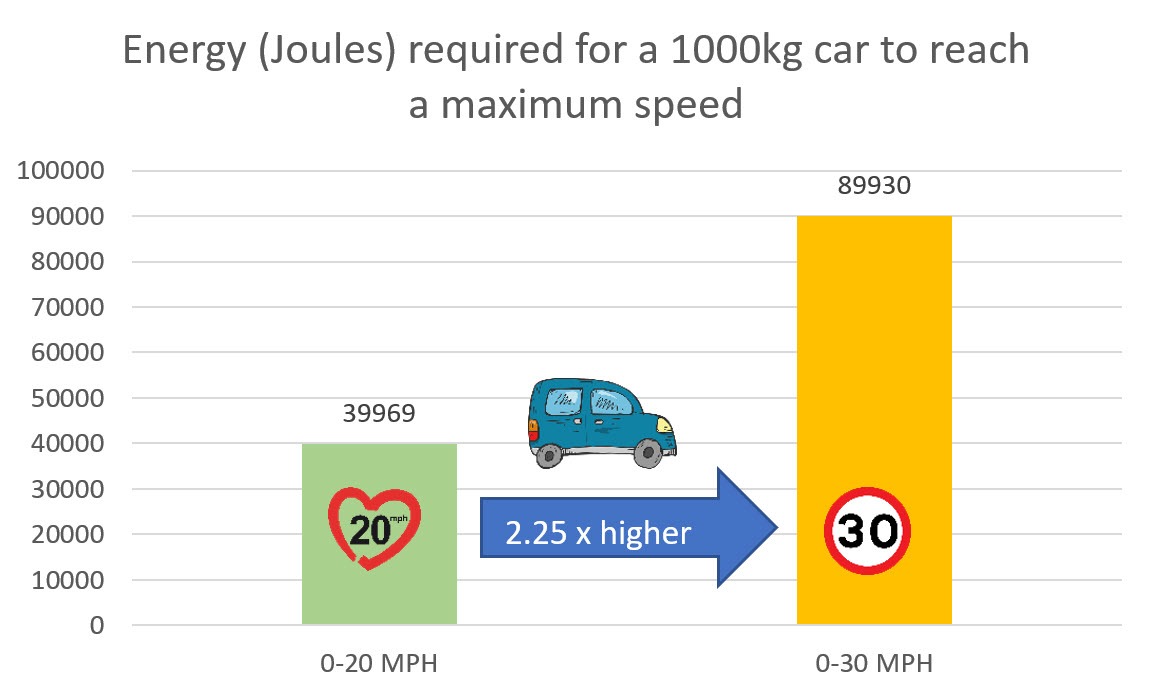 Energy (Joules) required for a 1000kg car to reach
a maximum speed
100000
90000
80000
70000
60000
50000
40000
30000
20000
10000
0
39969
89930
20 mph
2.25 x higher
30
0-20 MPH
0-30 MPH